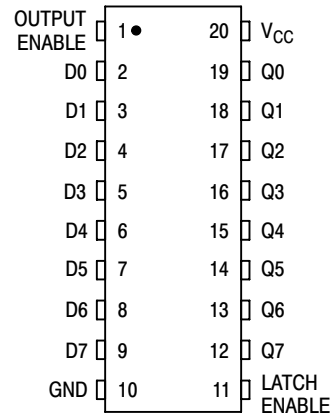 OUTPUT
ENABLE 1 20 VCC
D0 2 19 Q0
D1 3 18 Q1
D2 4 17 Q2
D3 5 16 Q3
D4 6 15 Q4
D5 7 14 Q5
D6 8 13 Q6
D7 9 12 Q7
GND 10 11 LATCH
ENABLE